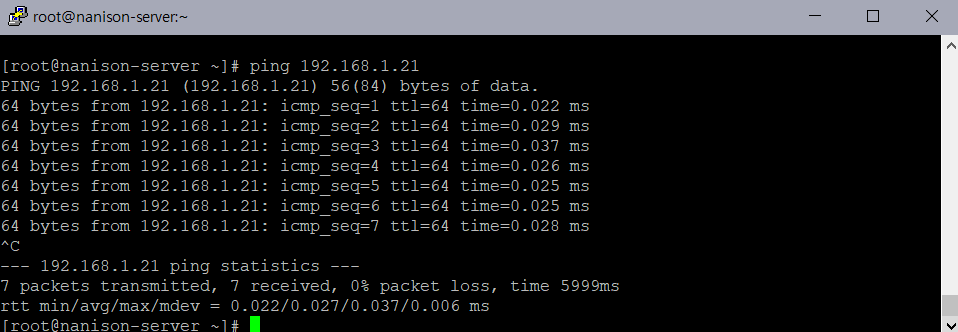 root@nanison-server:~
[root@nanison-server ~]# ping 192.168.1.21
PING 192.168.1.21 (192.168.1.21) 56(84) bytes of data.
64 bytes from 192.168.1.21: icmp_seq=1 ttl=64 time=0.022 ms
64 bytes from 192.168.1.21: icmp_seq=2 ttl=64 time=0.029 ms
64 bytes from 192.168.1.21: icmp_seq=3 ttl=64 time=0.037 ms
64 bytes from 192.168.1.21: icmp_seq=4 ttl=64 time=0.026 ms
64 bytes from 192.168.1.21: icmp_seq=5 ttl=64 time=0.025 ms
64 bytes from 192.168.1.21: icmp_seq=6 ttl=64 time=0.025 ms
64 bytes from 192.168.1.21: icmp_seq=7 ttl=64 time=0.028 ms
^C
--- 192.168.1.21 ping statistics ---
7 packets transmitted, 7 received, 0% packet loss, time 5999ms
rtt min/avg/max/mdev = 0.022/0.027/0.037/0.006 ms
[root@nanison-server ~]#